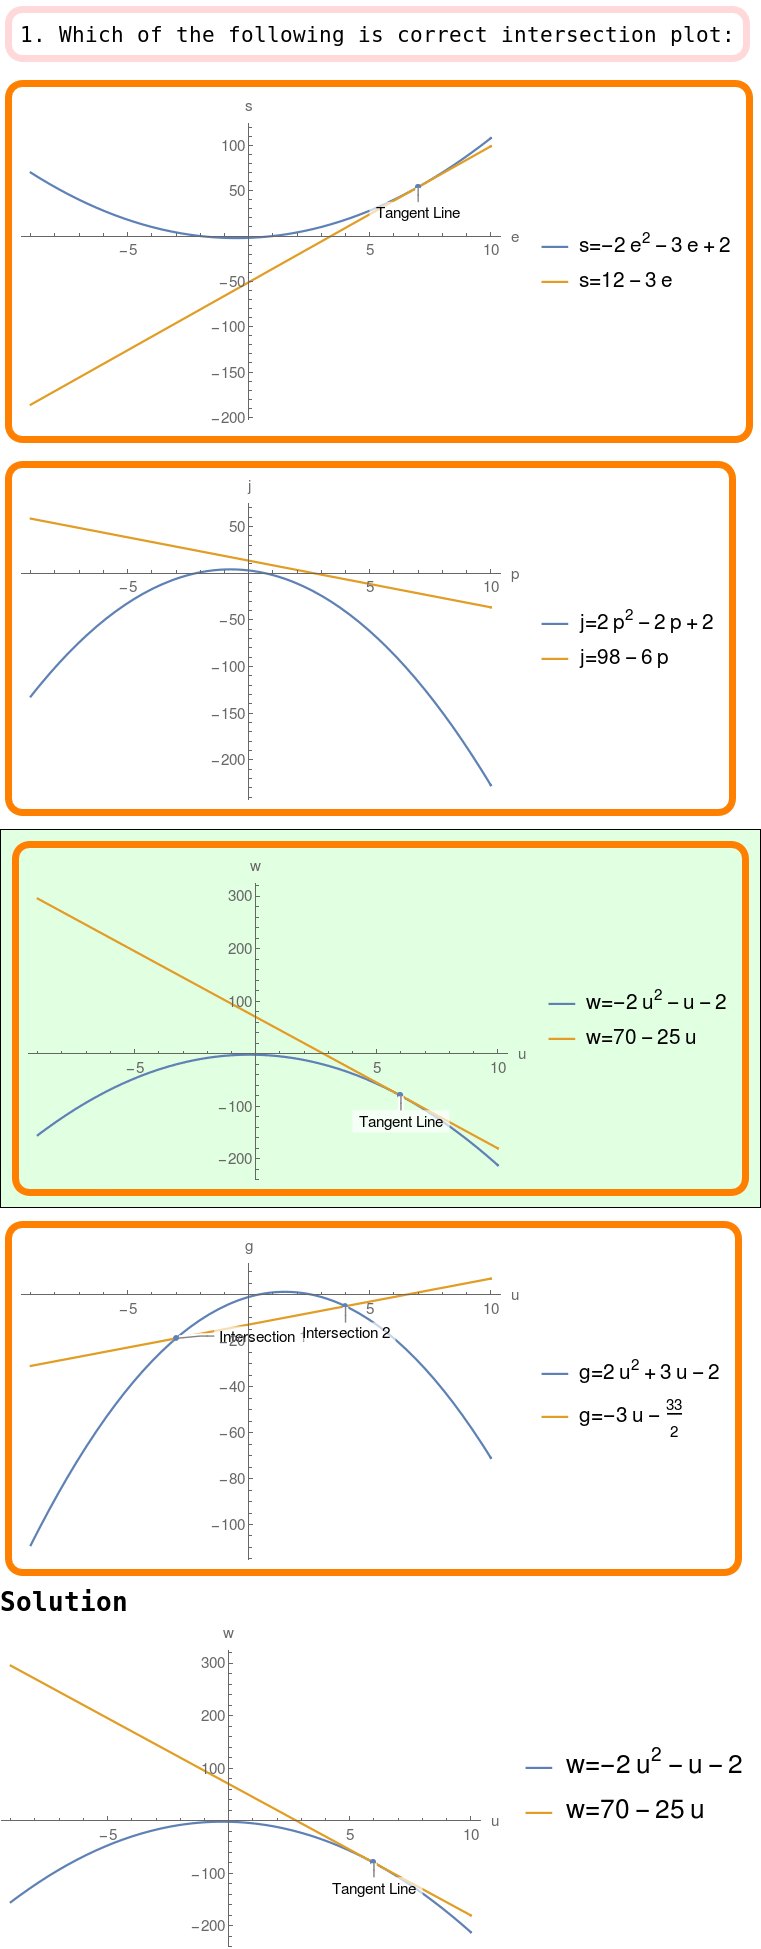 1. Which of the following is correct intersection plot:
s
100
50
Tangent Line
−5
5
10
e
−50
−100
−150
−200
s=−2 e² − 3 e + 2
s=12 − 3 e
j
50
−5
5
10
p
−50
−100
−150
−200
j=2 p² − 2 p + 2
j=98 − 6 p
w
300
200
100
−5
5
10
u
−100
Tangent Line
−200
w=−2 u² − u − 2
w=70 − 25 u
g
−5
5
10
u
Intersection
Intersection 2
−20
−40
−60
−80
−100
g=2 u² + 3 u − 2
g=−3 u − 33/2
Solution
w
300
200
100
−5
5
10
u
−100
Tangent Line
−200
w=−2 u² − u − 2
w=70 − 25 u